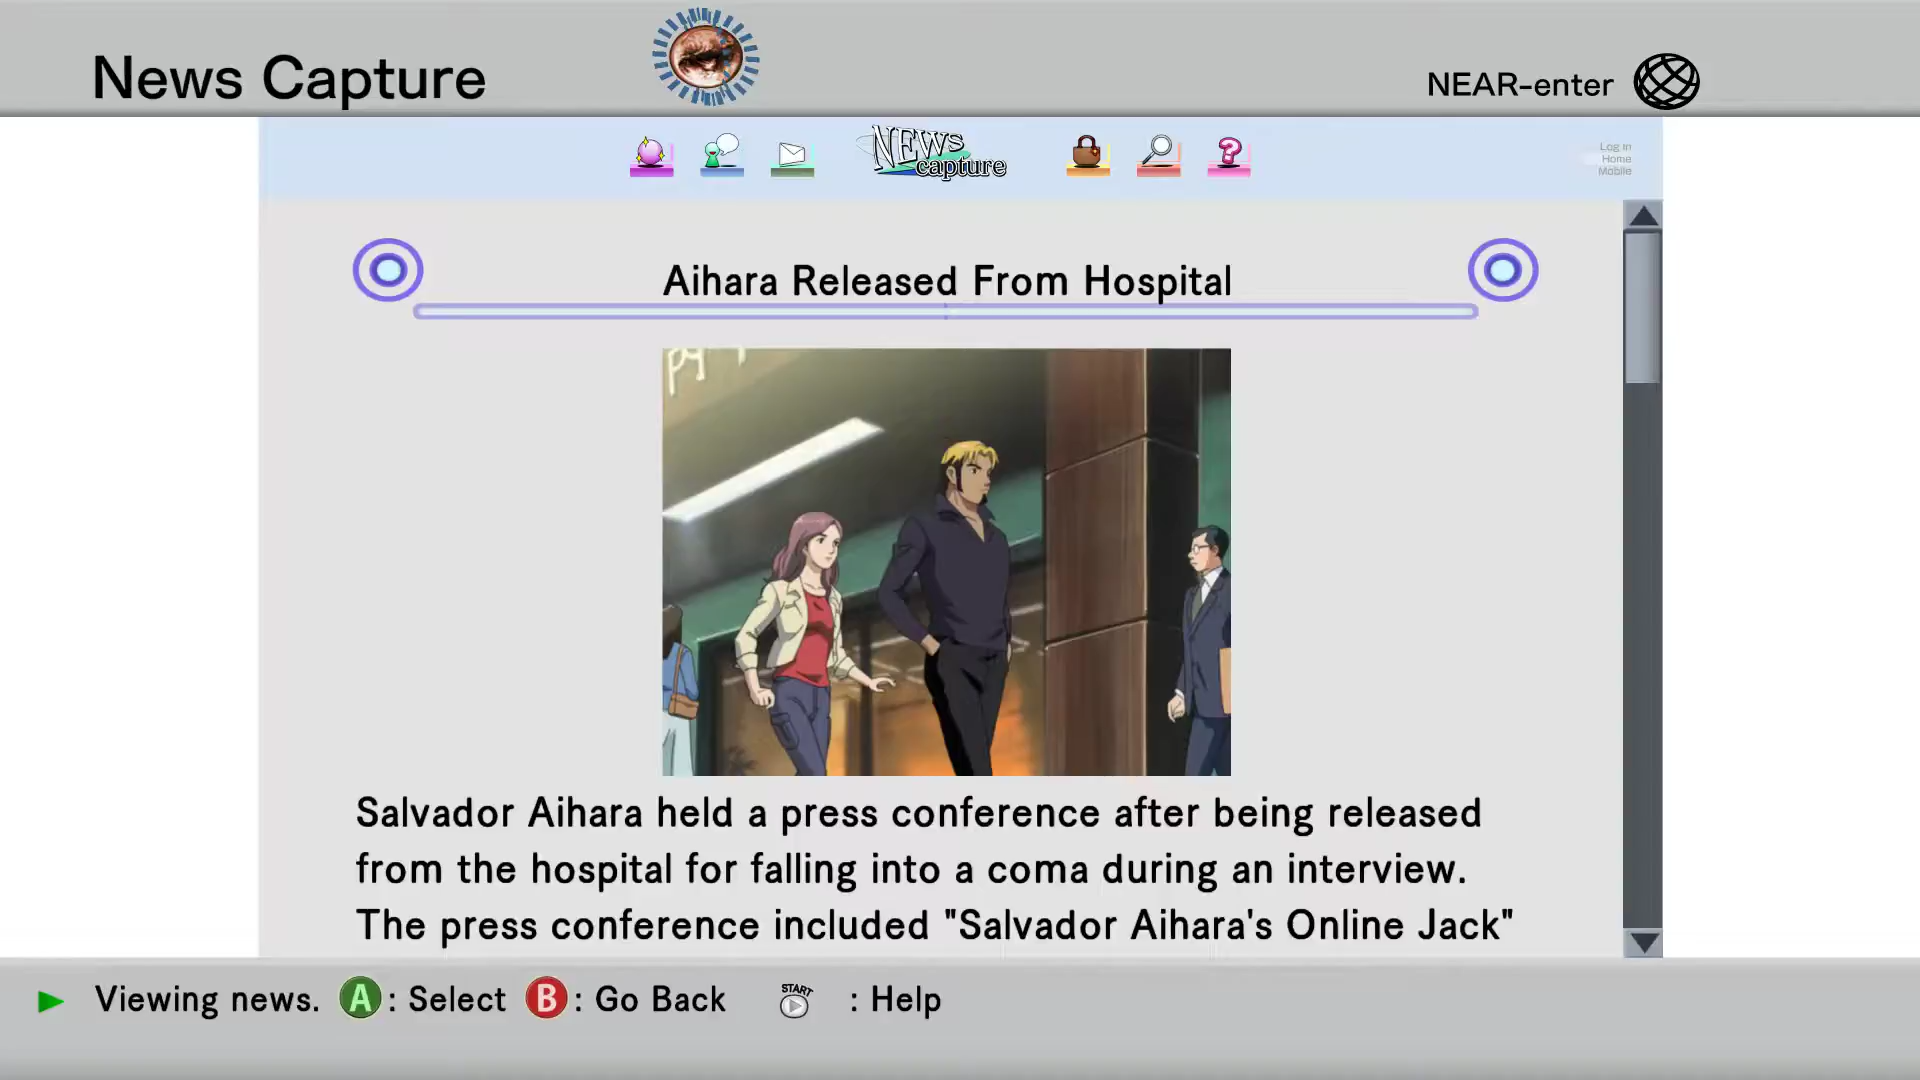 News Capture
NEAR-enter
NEWS
capture
Log in
Home
Mobile
Aihara Released From Hospital
Salvador Aihara held a press conference after being released
from the hospital for falling into a coma during an interview.
The press conference included "Salvador Aihara's Online Jack"
Viewing news. A : Select B : Go Back START : Help